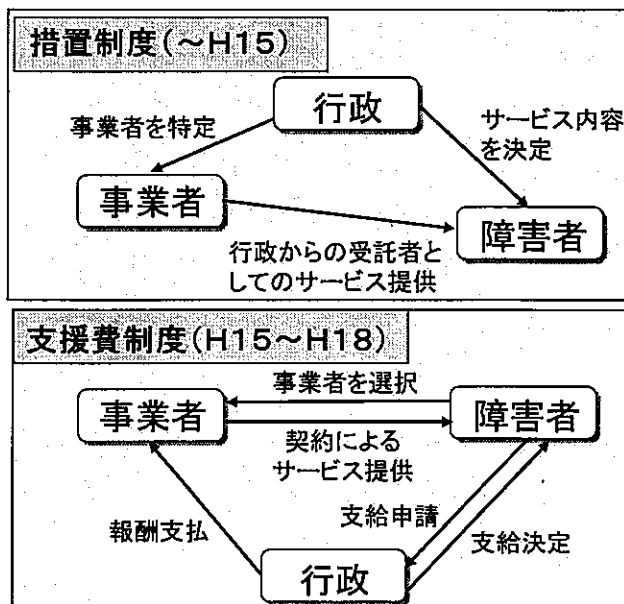 措置制度(～H15)
行政
事業者を特定
サービス内容
を決定
事業者
障害者
行政からの受託者と
してのサービス提供
支援費制度(H15～H18)
事業者を選択
事業者
障害者
契約による
サービス提供
報酬支払
支給申請
支給決定
行政